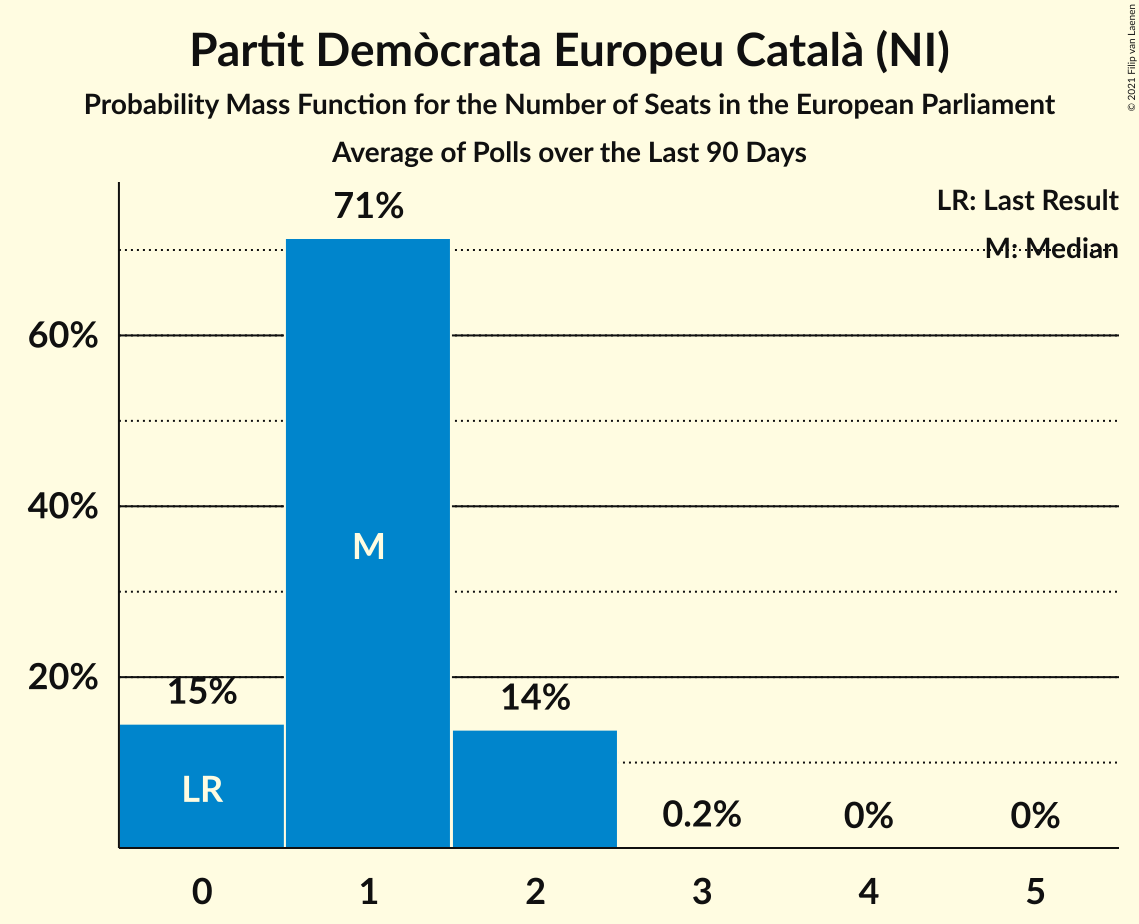 Partit Demòcrata Europeu Català (NI)
Probability Mass Function for the Number of Seats in the European Parliament
Average of Polls over the Last 90 Days
© 2021 Filip van Laenen
LR: Last Result
M: Median
71%
60%
40%
M
20%
15%
14%
LR
0.2%
0%
0%
0 1 2 3 4 5